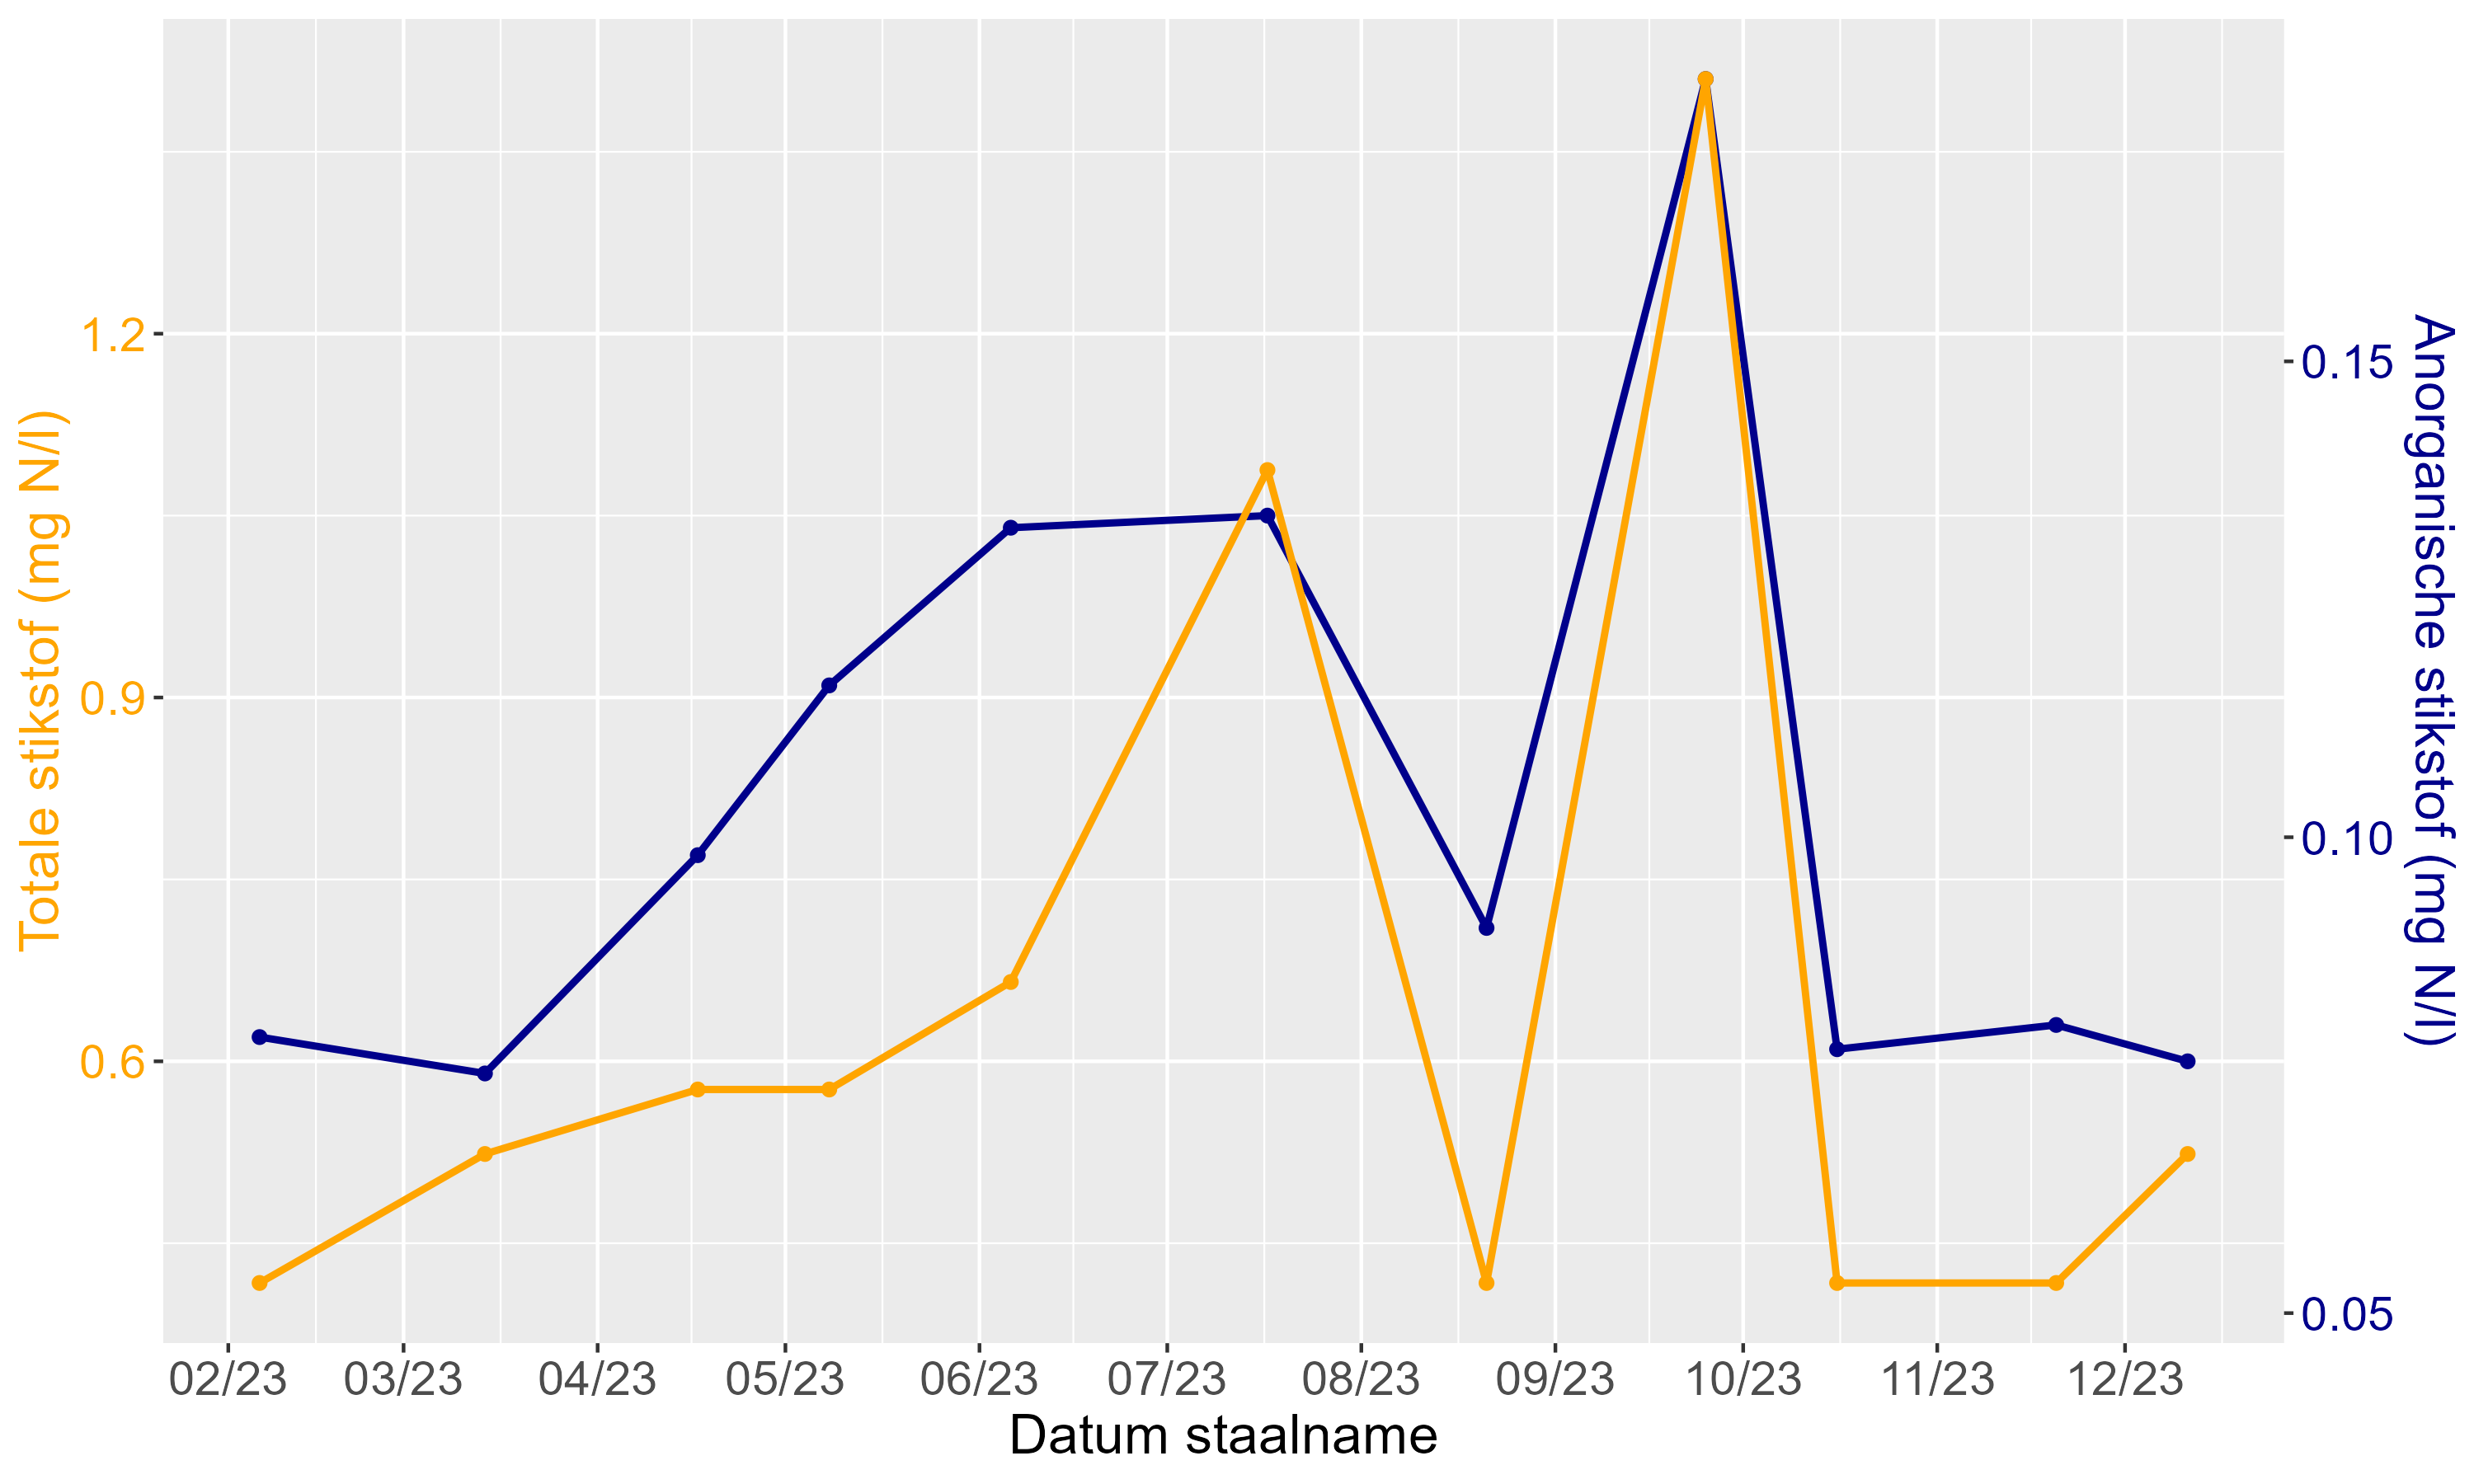 Totale stikstof (mg N/l)
1.2
0.9
0.6
Anorganische stikstof (mg N/l)
0.15
0.10
0.05
02/23 03/23 04/23 05/23 06/23 07/23 08/23 09/23 10/23 11/23 12/23
Datum staalname